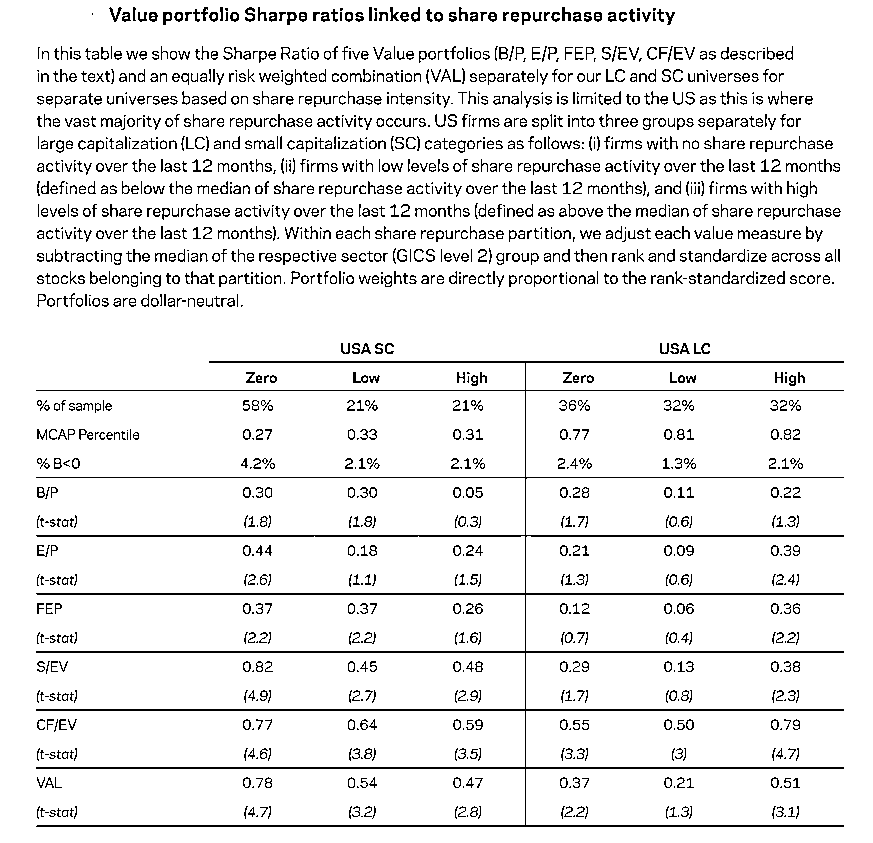 Value portfolio Sharpe ratios linked to share repurchase activity
In this table we show the Sharpe Ratio of five Value portfolios (B/P, E/P, FEP, S/EV, CF/EV as described
in the text) and an equally risk weighted combination (VAL) separately for our LC and SC universes for
separate universes based on share repurchase intensity. This analysis is limited to the US as this is where
the vast majority of share repurchase activity occurs. US firms are split into three groups separately for
large capitalization (LC) and small capitalization (SC) categories as follows: (i) firms with no share repurchase
activity over the last 12 months, (ii) firms with low levels of share repurchase activity over the last 12 months
(defined as below the median of share repurchase activity over the last 12 months), and (iii) firms with high
levels of share repurchase activity over the last 12 months (defined as above the median of share repurchase
activity over the last 12 months). Within each share repurchase partition, we adjust each value measure by
subtracting the median of the respective sector (GICS level 2) group and then rank and standardize across all
stocks belonging to that partition. Portfolio weights are directly proportional to the rank-standardized score.
Portfolios are dollar-neutral.
USA SC USA LC
Zero Low High Zero Low High
% of sample 58% 21% 21% 36% 32% 32%
MCAP Percentile 0.27 0.33 0.31 0.77 0.81 0.82
% B<0 4.2% 2.1% 2.1% 2.4% 1.3% 2.1%
B/P 0.30 0.30 0.05 0.28 0.11 0.22
(t-stat) (1.8) (1.8) (0.3) (1.7) (0.6) (1.3)
E/P 0.44 0.18 0.24 0.21 0.09 0.39
(t-stat) (2.6) (1.1) (1.5) (1.3) (0.6) (2.4)
FEP 0.37 0.37 0.26 0.12 0.06 0.36
(t-stat) (2.2) (2.2) (1.6) (0.7) (0.4) (2.2)
S/EV 0.82 0.45 0.48 0.29 0.13 0.38
(t-stat) (4.9) (2.7) (2.9) (1.7) (0.8) (2.3)
CF/EV 0.77 0.64 0.59 0.55 0.50 0.79
(t-stat) (4.6) (3.8) (3.5) (3.3) (3) (4.7)
VAL 0.78 0.54 0.47 0.37 0.21 0.51
(t-stat) (4.7) (3.2) (2.8) (2.2) (1.3) (3.1)